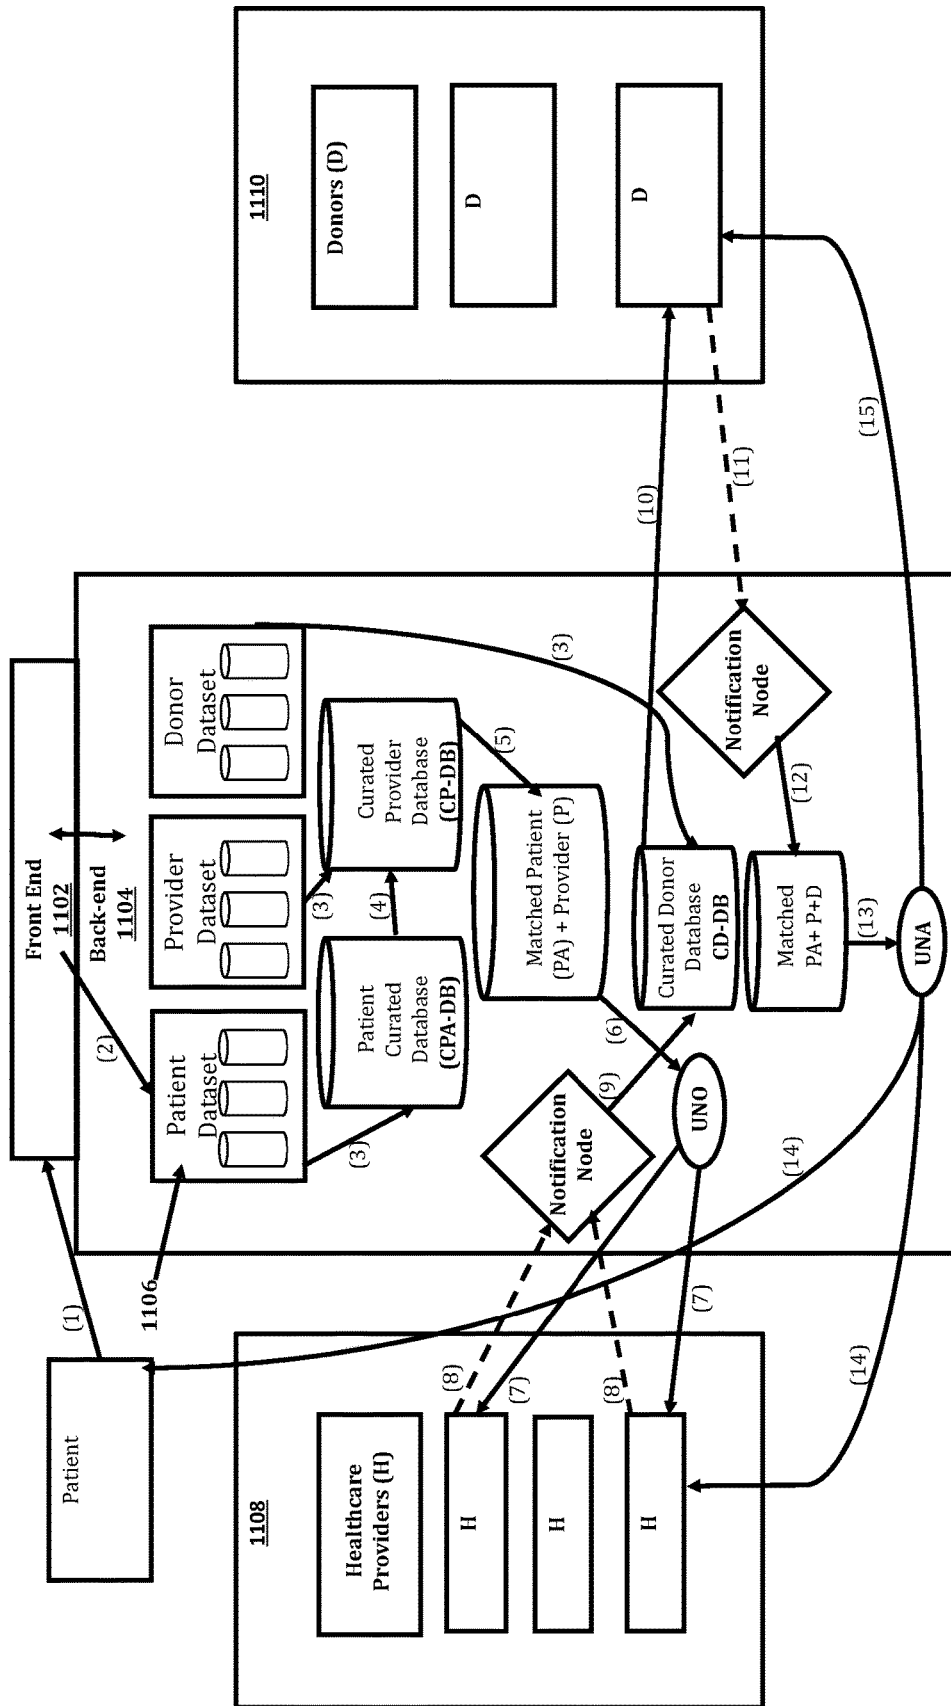 Patient
(1)
1106
Front End
1102
Back-end
1104
(2)
Patient
Dataset
Provider
Dataset
Donor
Dataset
(3)
(3)
(3)
Patient
Curated
Database
(CPA-DB)
(4)
Curated
Provider
Database
(CP-DB)
(5)
Matched Patient
(PA) + Provider (P)
(6)
Notification
Node
(9)
UNO
Curated Donor
Database
CD-DB
Matched
PA+ P+D
(13)
UNA
Notification
Node
(12)
(10)
(11)
(15)
(14)
(14)
1108
Healthcare
Providers (H)
H
H
H
(8)
(7)
(8)
(7)
1110
Donors (D)
D
D